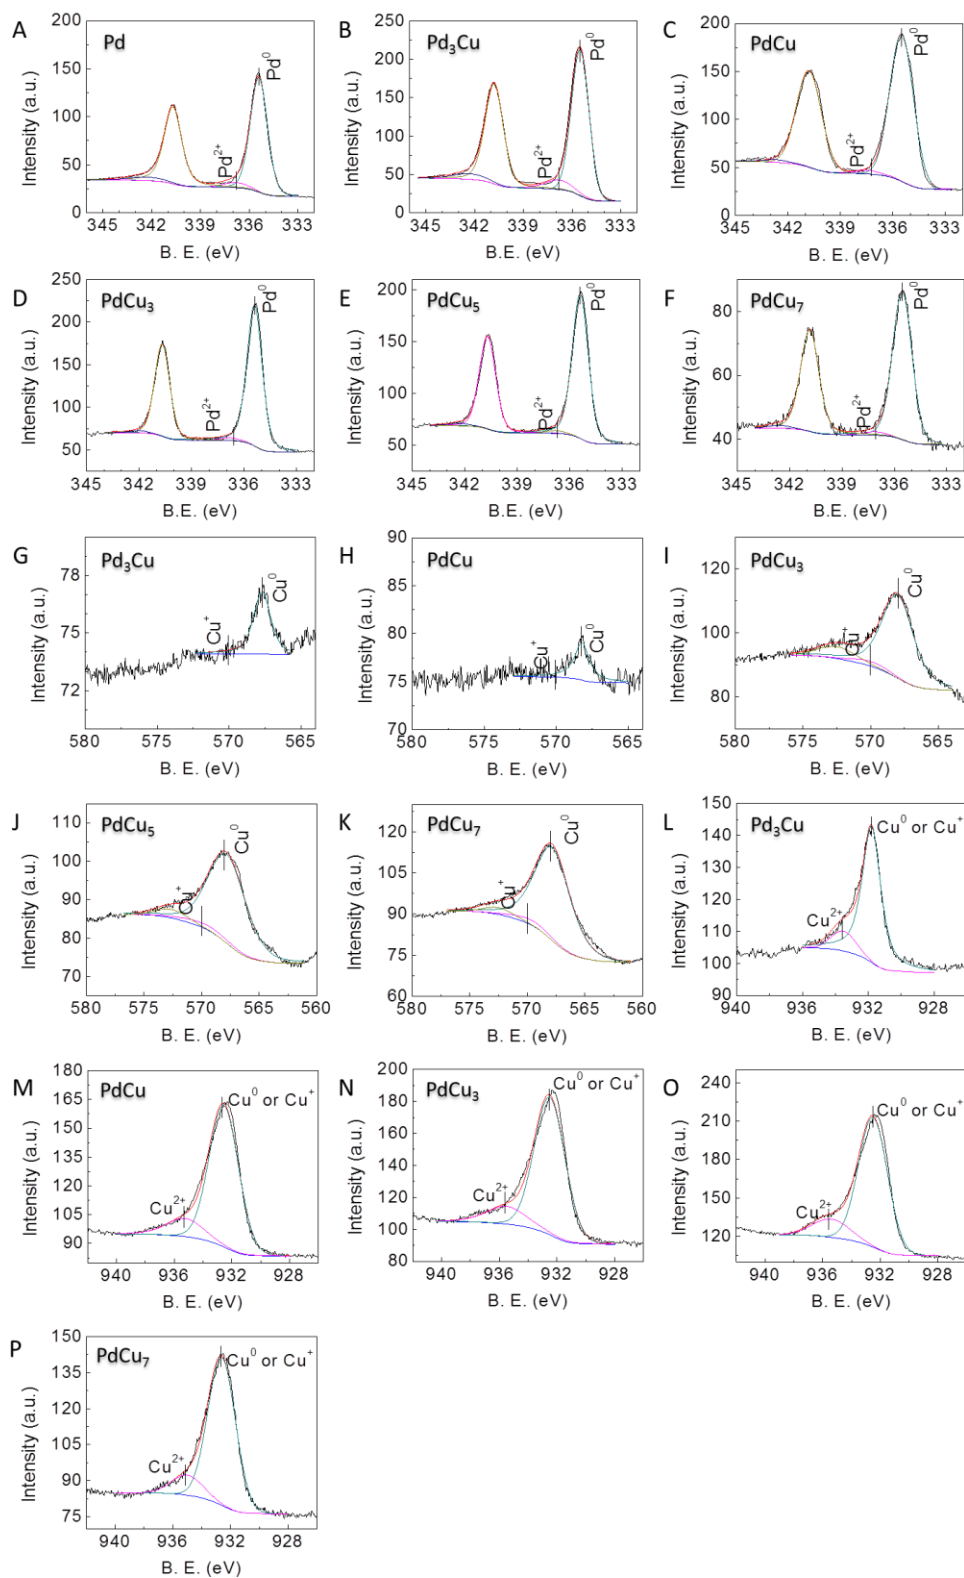 A
Pd
200
150
100
50
0
Intensity (a.u.)
Pd²⁺
Pd⁰
345 342 339 336 333
B. E. (eV)
B
Pd₃Cu
250
200
150
100
50
0
Intensity (a.u.)
Pd²⁺
Pd⁰
345 342 339 336 333
B. E. (eV)
C
PdCu
200
150
100
50
0
Intensity (a.u.)
Pd²⁺
Pd⁰
345 342 339 336 333
B. E. (eV)
D
PdCu₃
250
200
150
100
50
Intensity (a.u.)
Pd²⁺
Pd⁰
345 342 339 336 333
B.E. (eV)
E
PdCu₅
200
150
100
50
Intensity (a.u.)
Pd²⁺
Pd⁰
345 342 339 336 333
B.E. (eV)
F
PdCu₇
80
60
40
Intensity (a.u.)
Pd²⁺
Pd⁰
345 342 339 336 333
B.E. (eV)
G
Pd₃Cu
78
75
72
Intensity (a.u.)
Cu⁺
Cu⁰
580 575 570 565
B. E. (eV)
H
PdCu
90
85
80
75
70
Intensity (a.u.)
Cu⁺
Cu⁰
580 575 570 565
B. E. (eV)
I
PdCu₃
120
100
80
Intensity (a.u.)
Cu⁺
Cu⁰
580 575 570 565
B. E. (eV)
J
PdCu₅
110
100
90
80
70
Intensity (a.u.)
Cu⁺
Cu⁰
580 575 570 565 560
B. E. (eV)
K
PdCu₇
120
105
90
75
60
Intensity (a.u.)
Cu⁺
Cu⁰
580 575 570 565 560
B. E. (eV)
L
Pd₃Cu
150
140
130
120
110
100
90
Intensity (a.u.)
Cu⁰ or Cu⁺
Cu²⁺
940 936 932 928
B. E. (eV)
M
PdCu
180
165
150
135
120
105
90
Intensity (a.u.)
Cu⁰ or Cu⁺
Cu²⁺
940 936 932 928
B. E. (eV)
N
PdCu₃
200
180
160
140
120
100
80
Intensity (a.u.)
Cu⁰ or Cu⁺
Cu²⁺
940 936 932 928
B. E. (eV)
O
240
210
180
150
120
Intensity (a.u.)
Cu⁰ or Cu⁺
Cu²⁺
940 936 932 928
B. E. (eV)
P
PdCu₇
150
135
120
105
90
75
Intensity (a.u.)
Cu⁰ or Cu⁺
Cu²⁺
940 936 932 928
B. E. (eV)